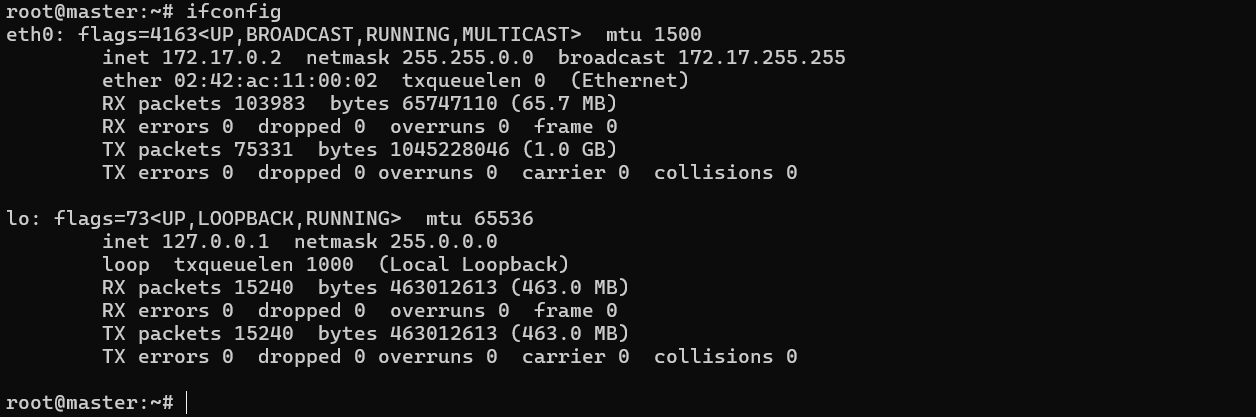 root@master:~# ifconfig
eth0: flags=4163<UP,BROADCAST,RUNNING,MULTICAST>  mtu 1500
        inet 172.17.0.2  netmask 255.255.0.0  broadcast 172.17.255.255
        ether 02:42:ac:11:00:02  txqueuelen 0  (Ethernet)
        RX packets 103983  bytes 65747110 (65.7 MB)
        RX errors 0  dropped 0  overruns 0  frame 0
        TX packets 75331  bytes 1045228046 (1.0 GB)
        TX errors 0  dropped 0 overruns 0  carrier 0  collisions 0

lo: flags=73<UP,LOOPBACK,RUNNING>  mtu 65536
        inet 127.0.0.1  netmask 255.0.0.0
        loop  txqueuelen 1000  (Local Loopback)
        RX packets 15240  bytes 463012613 (463.0 MB)
        RX errors 0  dropped 0  overruns 0  frame 0
        TX packets 15240  bytes 463012613 (463.0 MB)
        TX errors 0  dropped 0 overruns 0  carrier 0  collisions 0

root@master:~#